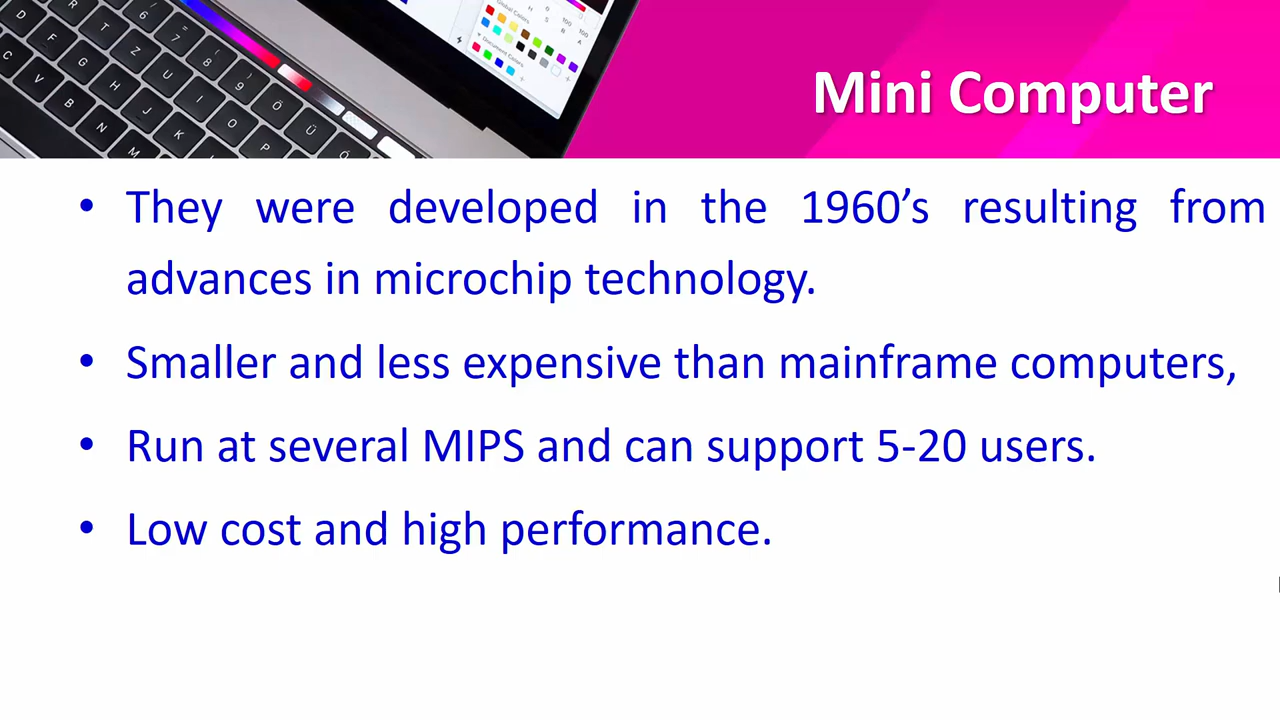 Mini Computer
• They were developed in the 1960’s resulting from
advances in microchip technology.
• Smaller and less expensive than mainframe computers,
• Run at several MIPS and can support 5-20 users.
• Low cost and high performance.